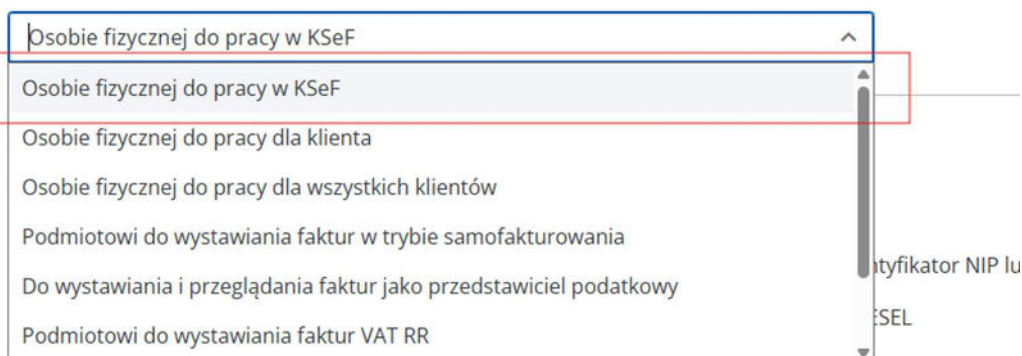 Osobie fizycznej do pracy w KSeF
Osobie fizycznej do pracy w KSeF
Osobie fizycznej do pracy dla klienta
Osobie fizycznej do pracy dla wszystkich klientów
Podmiotowi do wystawiania faktur w trybie samofakturowania
Do wystawiania i przeglądania faktur jako przedstawiciel podatkowy
NIP
Podmiotowi do wystawiania faktur VAT RR